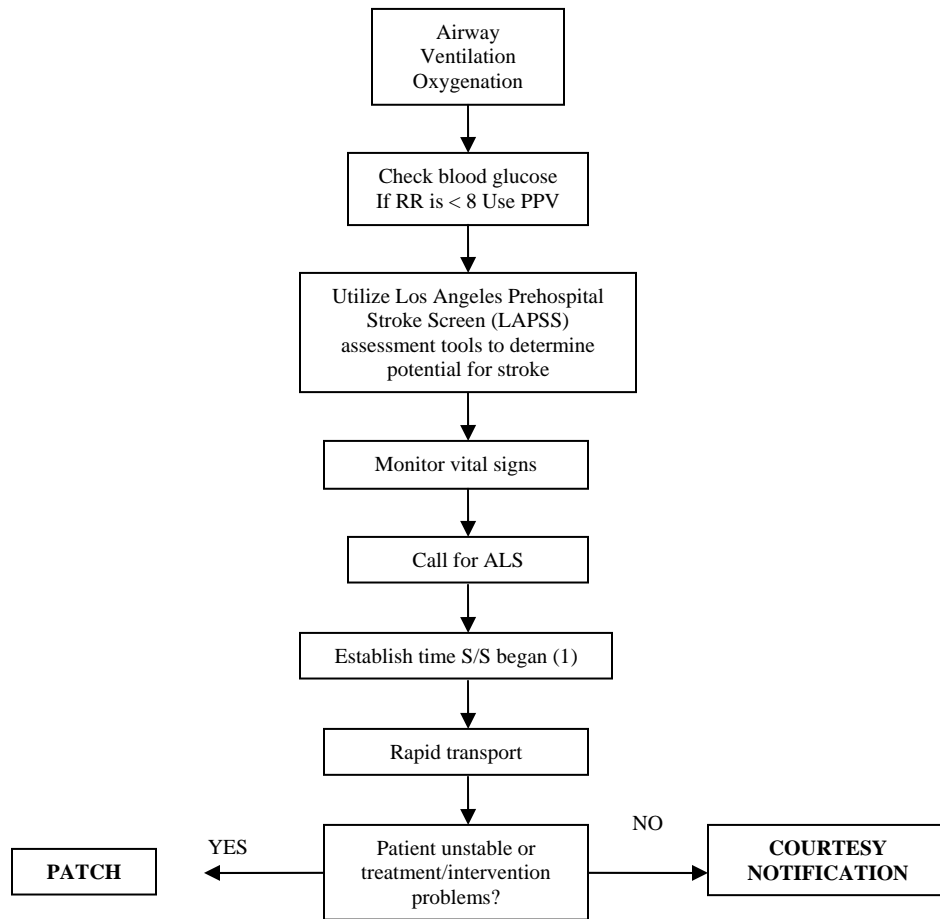 Airway
Ventilation
Oxygenation
Check blood glucose
If RR is < 8 Use PPV
Utilize Los Angeles Prehospital
Stroke Screen (LAPSS)
assessment tools to determine
potential for stroke
Monitor vital signs
Call for ALS
Establish time S/S began (1)
Rapid transport
Patient unstable or
treatment/intervention
problems?
YES
PATCH
NO
COURTESY
NOTIFICATION